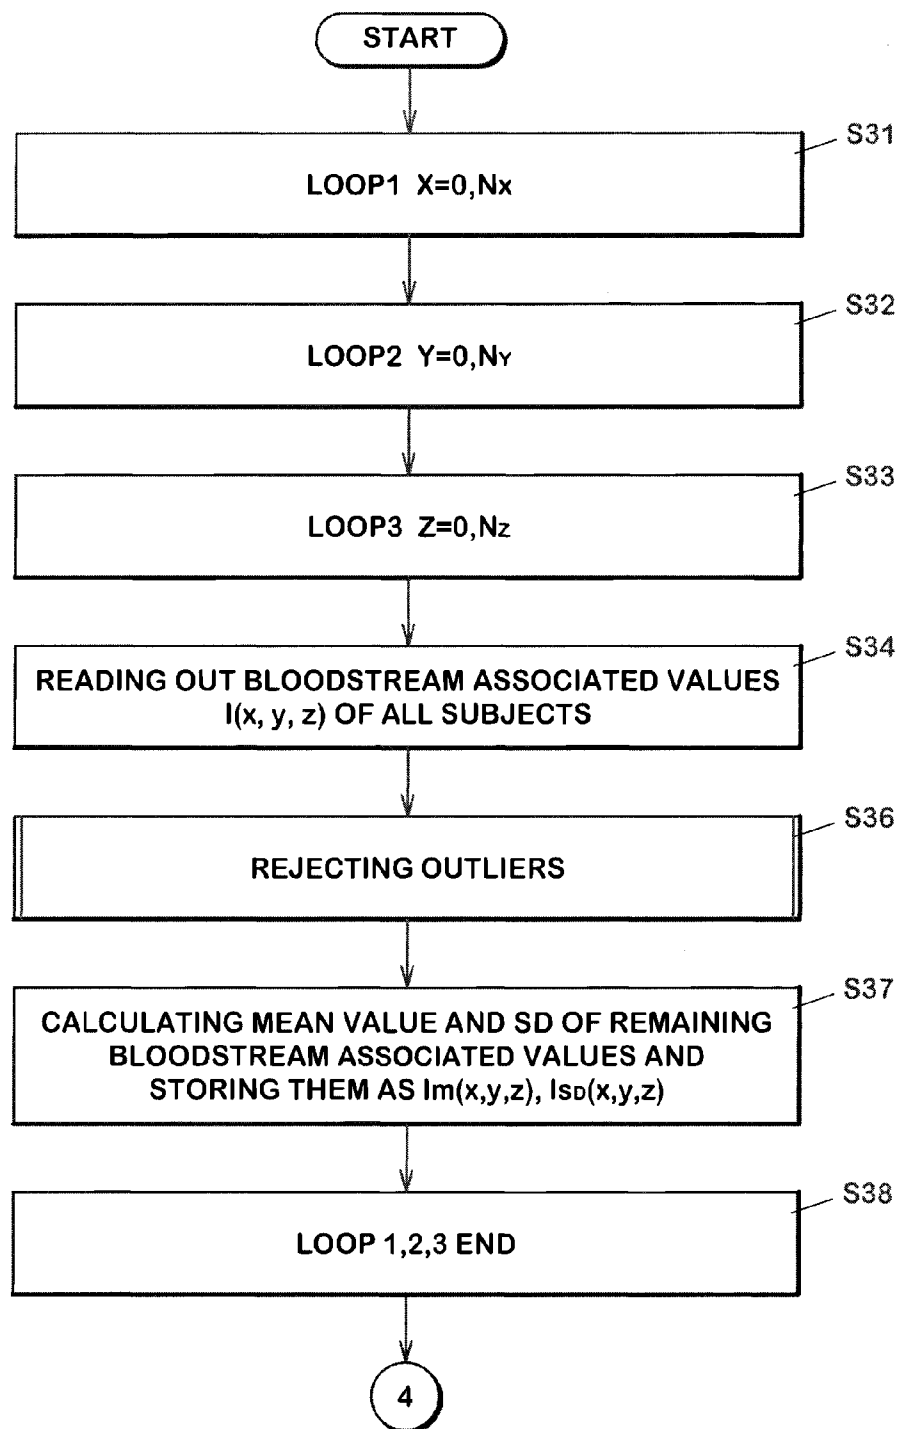 START
S31
LOOP1 X=0,Nx
S32
LOOP2 Y=0,NY
S33
LOOP3 Z=0,Nz
S34
READING OUT BLOODSTREAM ASSOCIATED VALUES
I(x, y, z) OF ALL SUBJECTS
S36
REJECTING OUTLIERS
S37
CALCULATING MEAN VALUE AND SD OF REMAINING
BLOODSTREAM ASSOCIATED VALUES AND
STORING THEM AS Im(x,y,z), ISD(x,y,z)
S38
LOOP 1,2,3 END
4